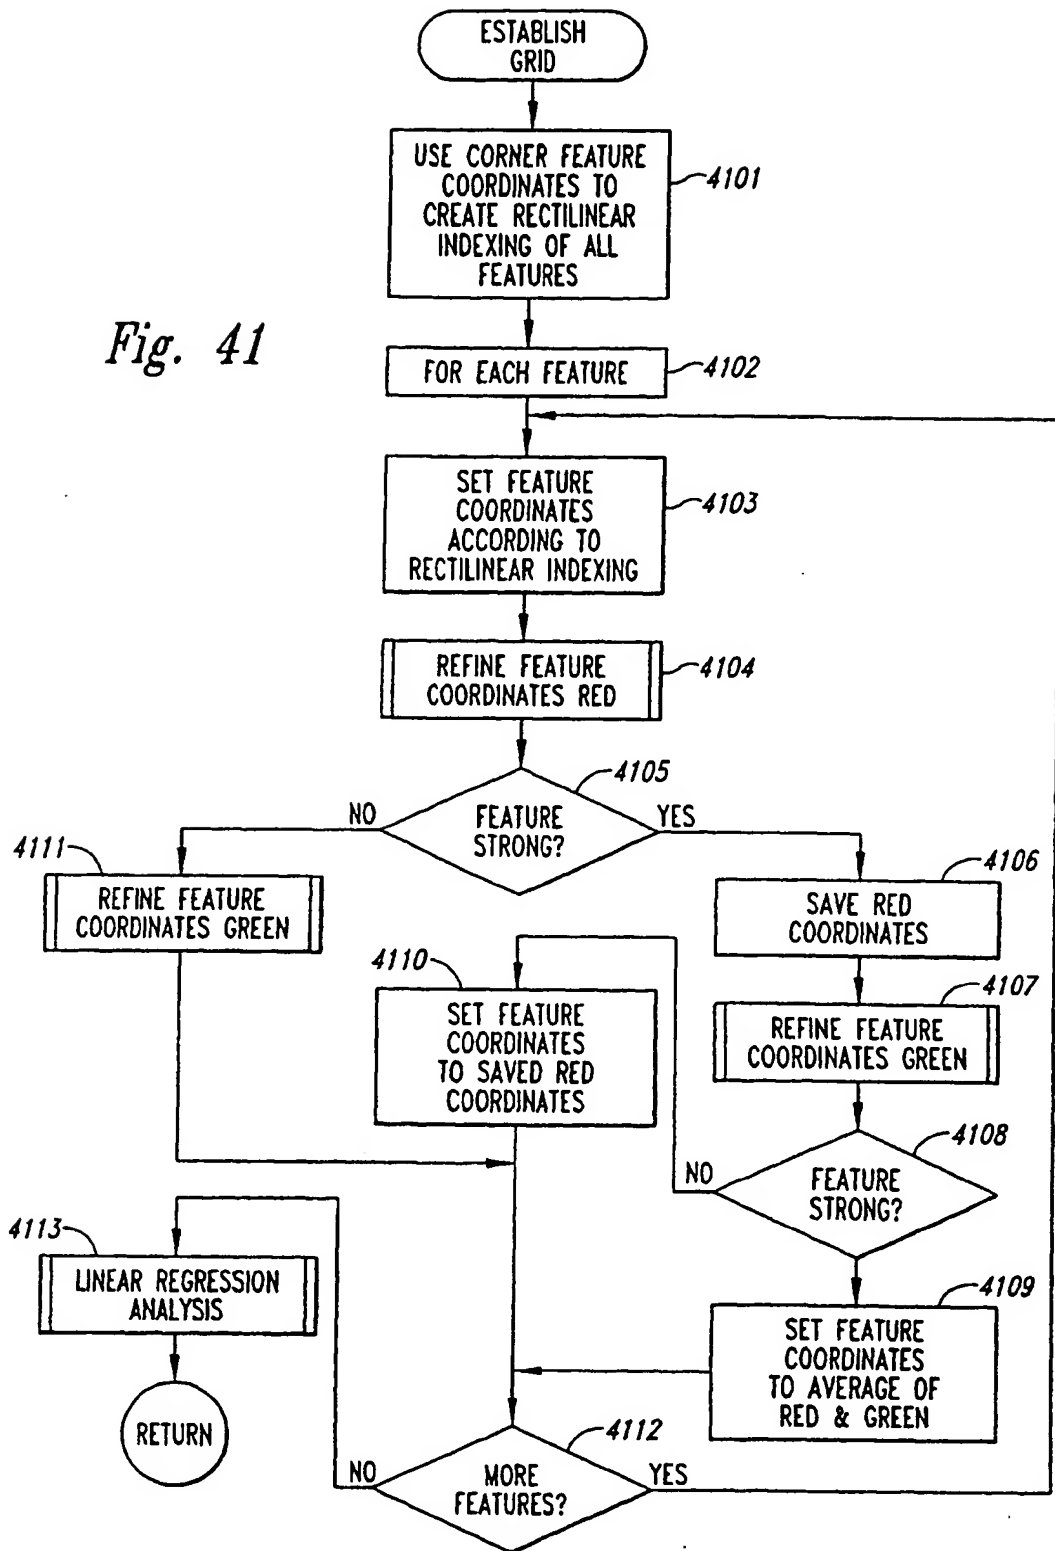 ESTABLISH
GRID
USE CORNER FEATURE
COORDINATES TO
CREATE RECTILINEAR
INDEXING OF ALL
FEATURES
4101
Fig. 41
FOR EACH FEATURE
4102
SET FEATURE
COORDINATES
ACCORDING TO
RECTILINEAR INDEXING
4103
REFINE FEATURE
COORDINATES RED
4104
FEATURE
STRONG?
4105
NO
YES
4111
REFINE FEATURE
COORDINATES GREEN
4106
SAVE RED
COORDINATES
4110
SET FEATURE
COORDINATES
TO SAVED RED
COORDINATES
4107
REFINE FEATURE
COORDINATES GREEN
4108
FEATURE
STRONG?
NO
4113
LINEAR REGRESSION
ANALYSIS
4109
SET FEATURE
COORDINATES
TO AVERAGE OF
RED & GREEN
RETURN
4112
MORE
FEATURES?
NO
YES